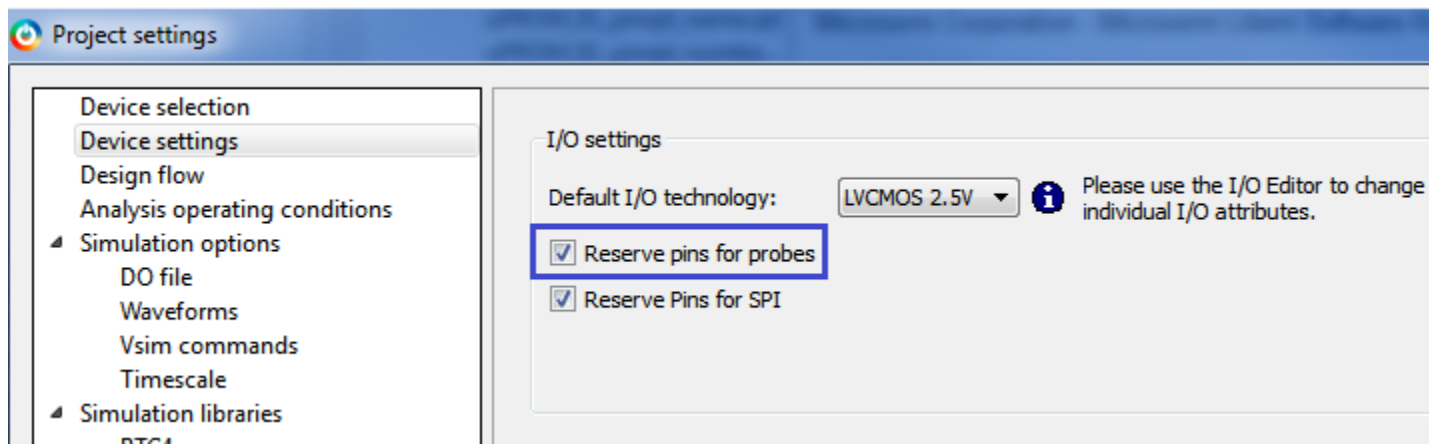 Project settings
Device selection
Device settings
Design flow
Analysis operating conditions
Simulation options
DO file
Waveforms
Vsim commands
Timescale
Simulation libraries
I/O settings
Default I/O technology:
LVCMOS 2.5V
Please use the I/O Editor to change
individual I/O attributes.
Reserve pins for probes
Reserve Pins for SPI